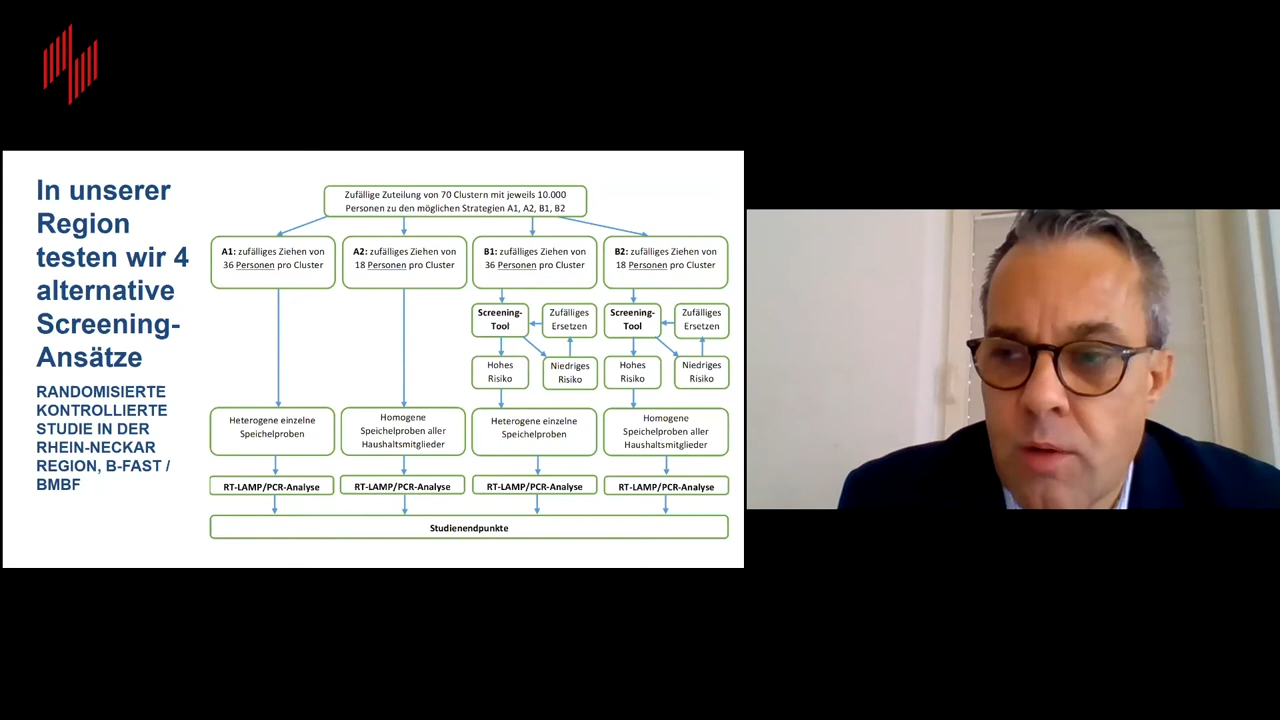 In unserer
Region
testen wir 4
alternative
Screening-
Ansätze
RANDOMISIERTE
KONTROLLIERTE
STUDIE IN DER
RHEIN-NECKAR
REGION, B-FAST /
BMBF
Zufällige Zuteilung von 70 Clustern mit jeweils 10.000
Personen zu den möglichen Strategien A1, A2, B1, B2
A1: zufälliges Ziehen von
36 Personen pro Cluster
A2: zufälliges Ziehen von
18 Personen pro Cluster
B1: zufälliges Ziehen von
36 Personen pro Cluster
B2: zufälliges Ziehen von
18 Personen pro Cluster
Screening-
Tool
Zufälliges
Ersetzen
Screening-
Tool
Zufälliges
Ersetzen
Hohes
Risiko
Niedriges
Risiko
Hohes
Risiko
Niedriges
Risiko
Heterogene einzelne
Speichelproben
Homogene
Speichelproben aller
Haushaltsmitglieder
Heterogene einzelne
Speichelproben
Homogene
Speichelproben aller
Haushaltsmitglieder
RT-LAMP/PCR-Analyse
RT-LAMP/PCR-Analyse
RT-LAMP/PCR-Analyse
RT-LAMP/PCR-Analyse
Studienendpunkte